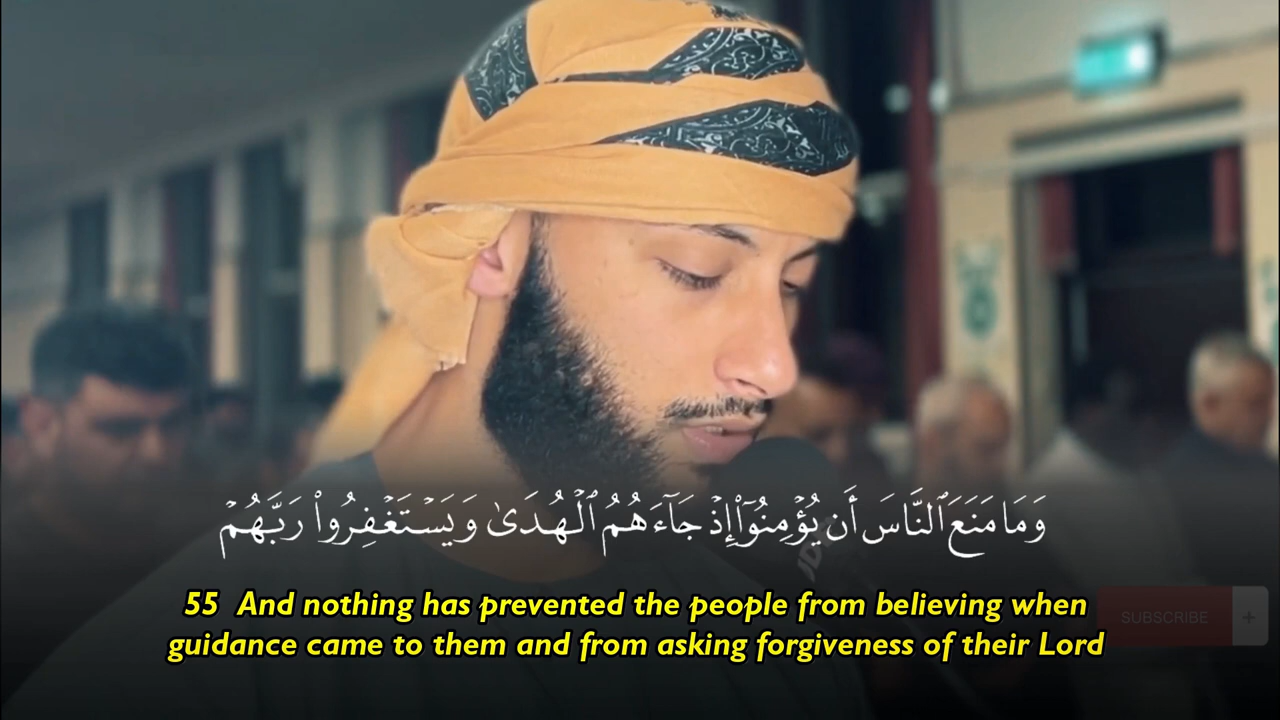 وَمَا مَنَعَ ٱلنَّاسَ أَن يُؤْمِنُوٓا۟ إِذْ جَآءَهُمُ ٱلْهُدَىٰ وَيَسْتَغْفِرُوا۟ رَبَّهُمْ
55 And nothing has prevented the people from believing when
guidance came to them and from asking forgiveness of their Lord
SUBSCRIBE +